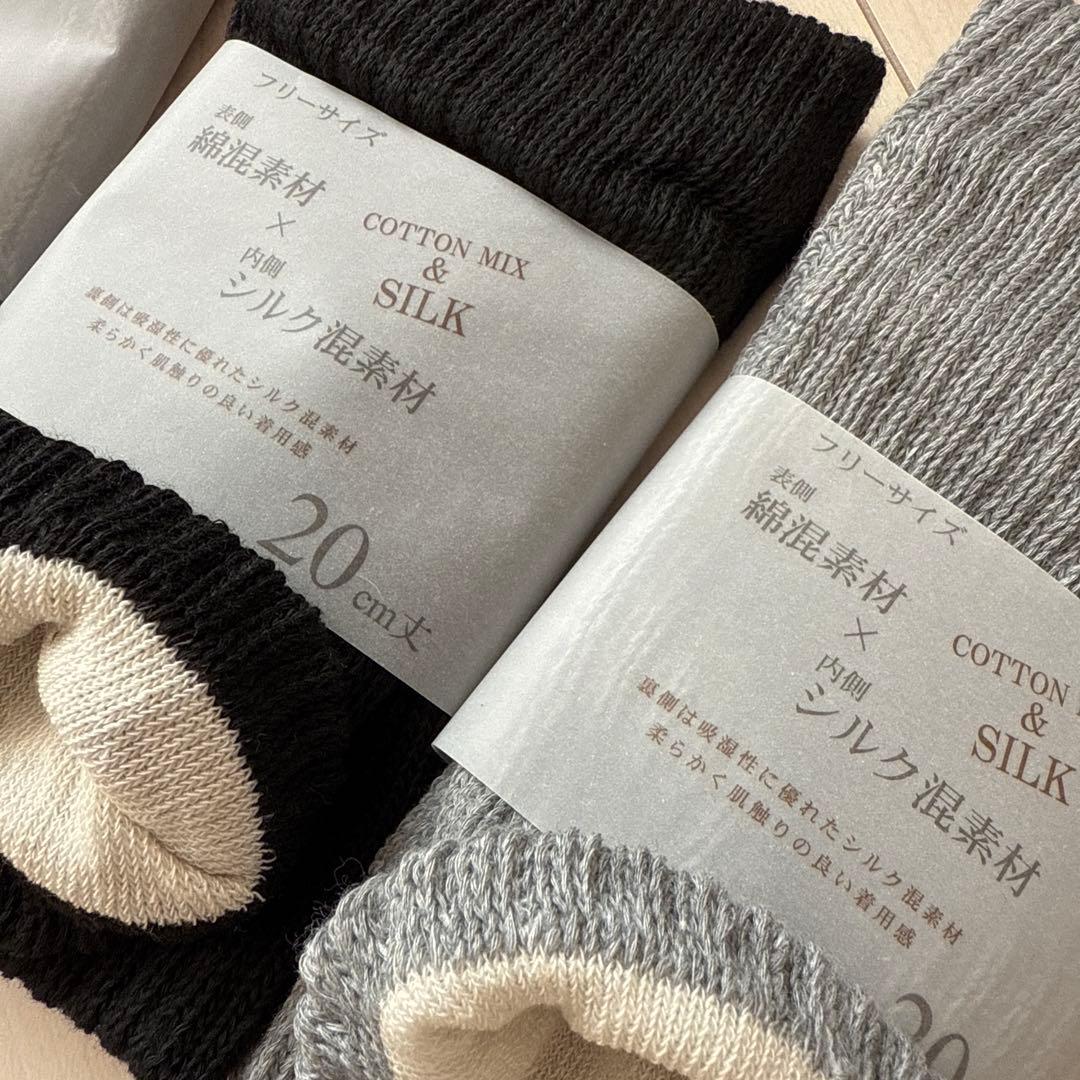 フリーサイズ
表側
綿混素材
×
内側
シルク混素材
COTTON MIX
&
SILK
裏側は吸湿性に優れたシルク混素材
柔らかく肌触りの良い着用感
20cm丈
フリーサイズ
表側
綿混素材
×
内側
シルク混素材
COTTON
&
SILK
裏側は吸湿性に優れたシルク混素材
柔らかく肌触りの良い着用感
20